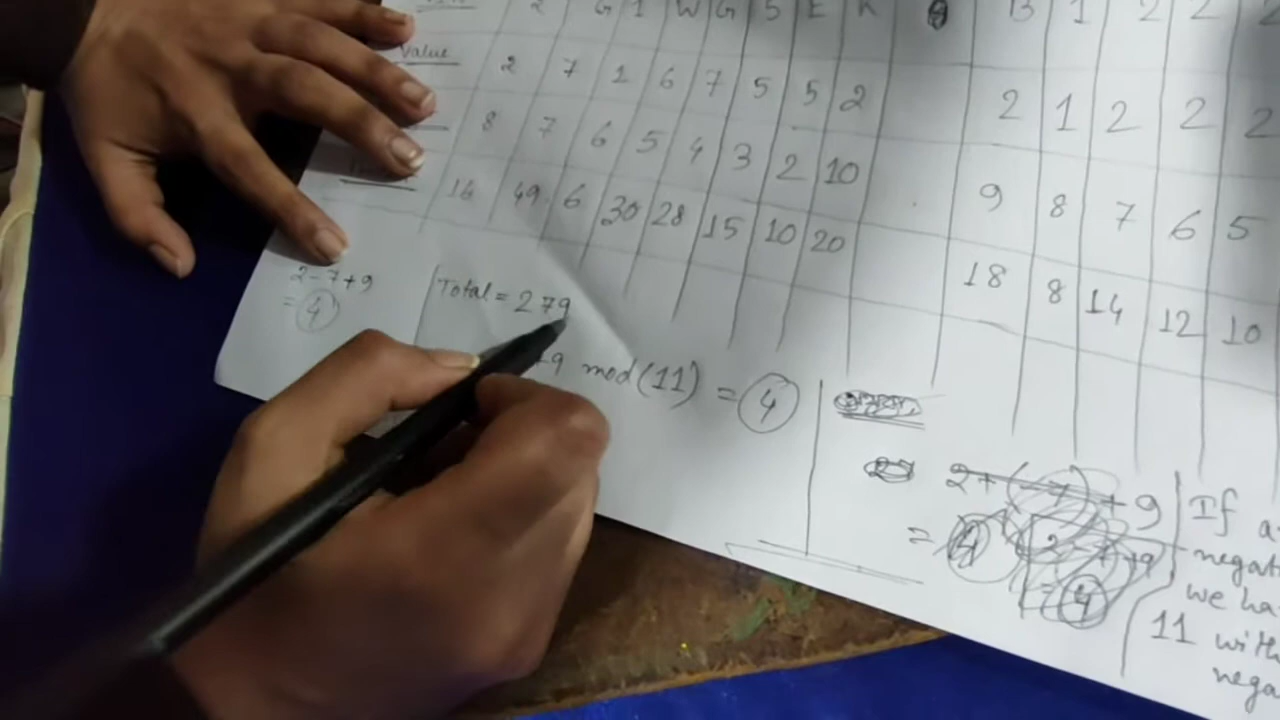 2 G 1 W G 5 E K B 1 2 2 2
Value 2 7 1 6 7 5 5 2 2 1 2 2 2
8 7 6 5 4 3 2 10 9 8 7 6 5
16 49 6 30 28 15 10 20 18 8 14 12 10
2-7+9
= 4
Total = 279
mod (11) = 4
2+ +9
= 4
If
negat
we ha
11 with
nega